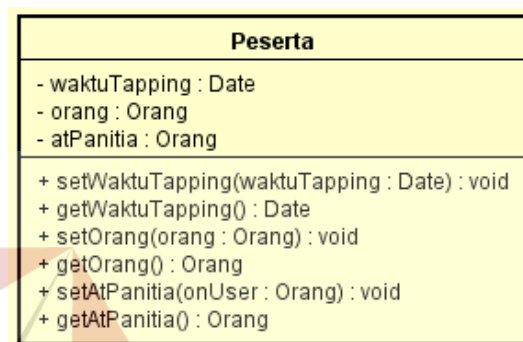 Peserta
- waktuTapping : Date
- orang : Orang
- atPanitia : Orang
+ setWaktuTapping(waktuTapping : Date) : void
+ getWaktuTapping() : Date
+ setOrang(orang : Orang) : void
+ getOrang() : Orang
+ setAtPanitia(onUser : Orang) : void
+ getAtPanitia() : Orang